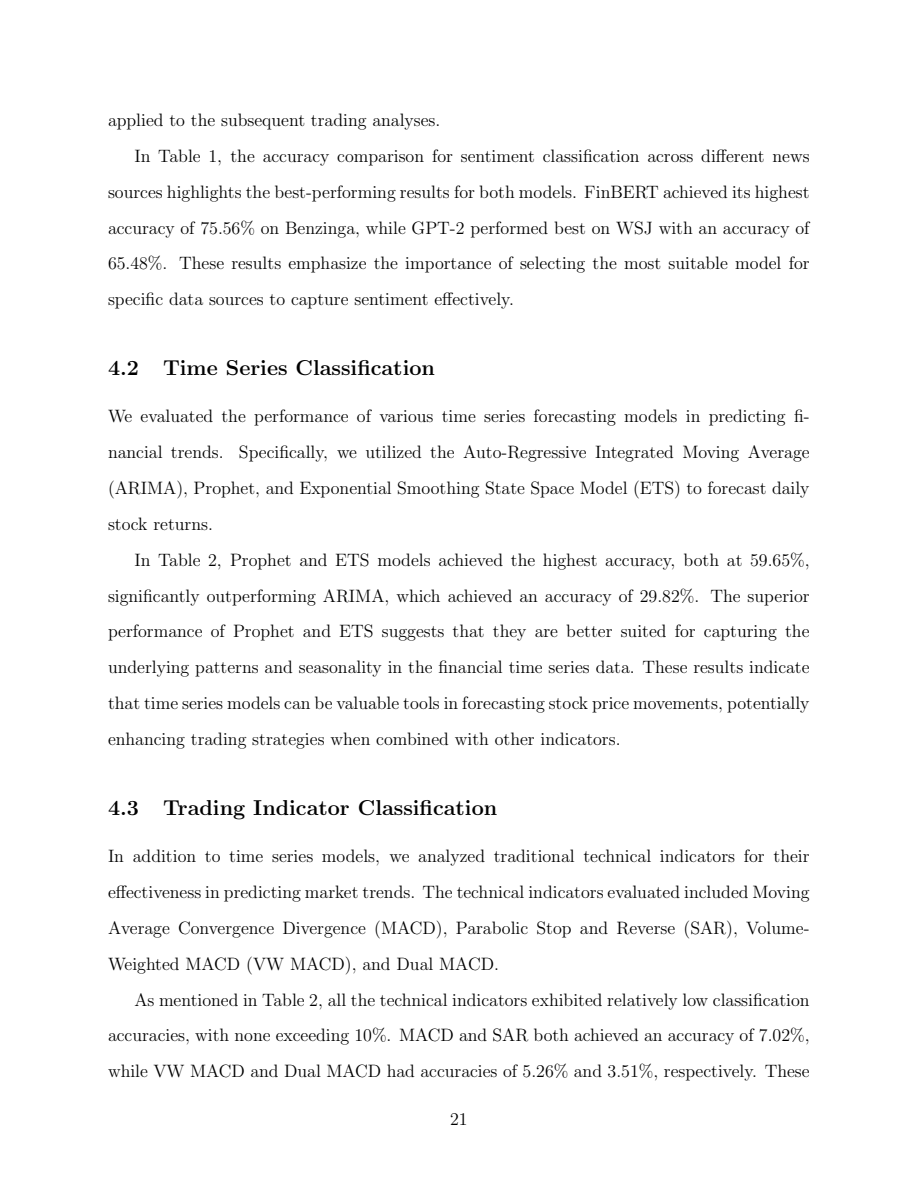 applied to the subsequent trading analyses.
In Table 1, the accuracy comparison for sentiment classification across different news
sources highlights the best-performing results for both models. FinBERT achieved its highest
accuracy of 75.56% on Benzinga, while GPT-2 performed best on WSJ with an accuracy of
65.48%. These results emphasize the importance of selecting the most suitable model for
specific data sources to capture sentiment effectively.
4.2 Time Series Classification
We evaluated the performance of various time series forecasting models in predicting fi-
nancial trends. Specifically, we utilized the Auto-Regressive Integrated Moving Average
(ARIMA), Prophet, and Exponential Smoothing State Space Model (ETS) to forecast daily
stock returns.
In Table 2, Prophet and ETS models achieved the highest accuracy, both at 59.65%,
significantly outperforming ARIMA, which achieved an accuracy of 29.82%. The superior
performance of Prophet and ETS suggests that they are better suited for capturing the
underlying patterns and seasonality in the financial time series data. These results indicate
that time series models can be valuable tools in forecasting stock price movements, potentially
enhancing trading strategies when combined with other indicators.
4.3 Trading Indicator Classification
In addition to time series models, we analyzed traditional technical indicators for their
effectiveness in predicting market trends. The technical indicators evaluated included Moving
Average Convergence Divergence (MACD), Parabolic Stop and Reverse (SAR), Volume-
Weighted MACD (VW MACD), and Dual MACD.
As mentioned in Table 2, all the technical indicators exhibited relatively low classification
accuracies, with none exceeding 10%. MACD and SAR both achieved an accuracy of 7.02%,
while VW MACD and Dual MACD had accuracies of 5.26% and 3.51%, respectively. These
21